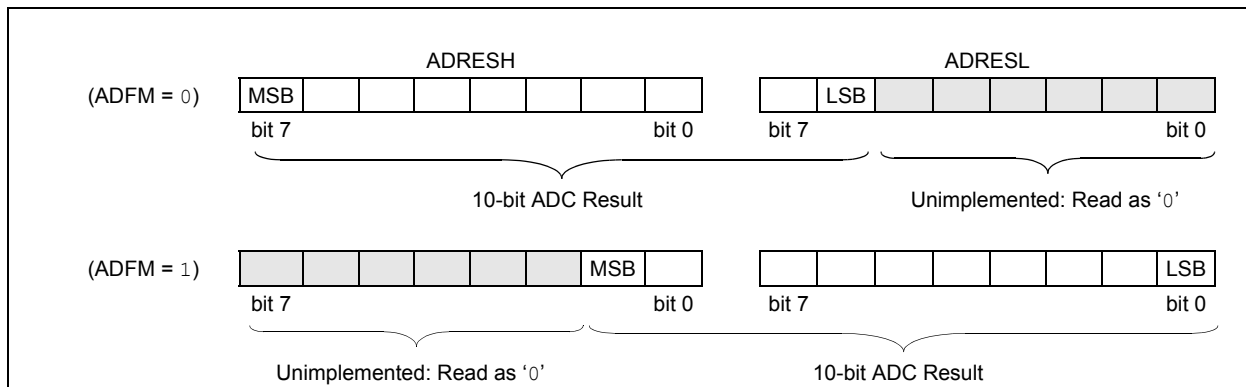 ADRESH ADRESL
(ADFM = 0) MSB LSB
bit 7 bit 0 bit 7 bit 0
10-bit ADC Result Unimplemented: Read as ‘0’
(ADFM = 1) MSB LSB
bit 7 bit 0 bit 7 bit 0
Unimplemented: Read as ‘0’ 10-bit ADC Result